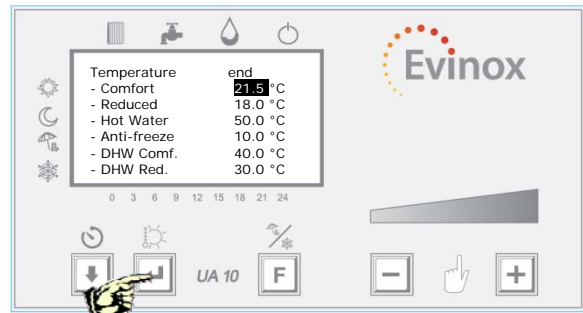 Evinox
Temperature end
- Comfort 21.5 °C
- Reduced 18.0 °C
- Hot Water 50.0 °C
- Anti-freeze 10.0 °C
- DHW Comf. 40.0 °C
- DHW Red. 30.0 °C
0 3 6 9 12 15 18 21 24
UA 10 F